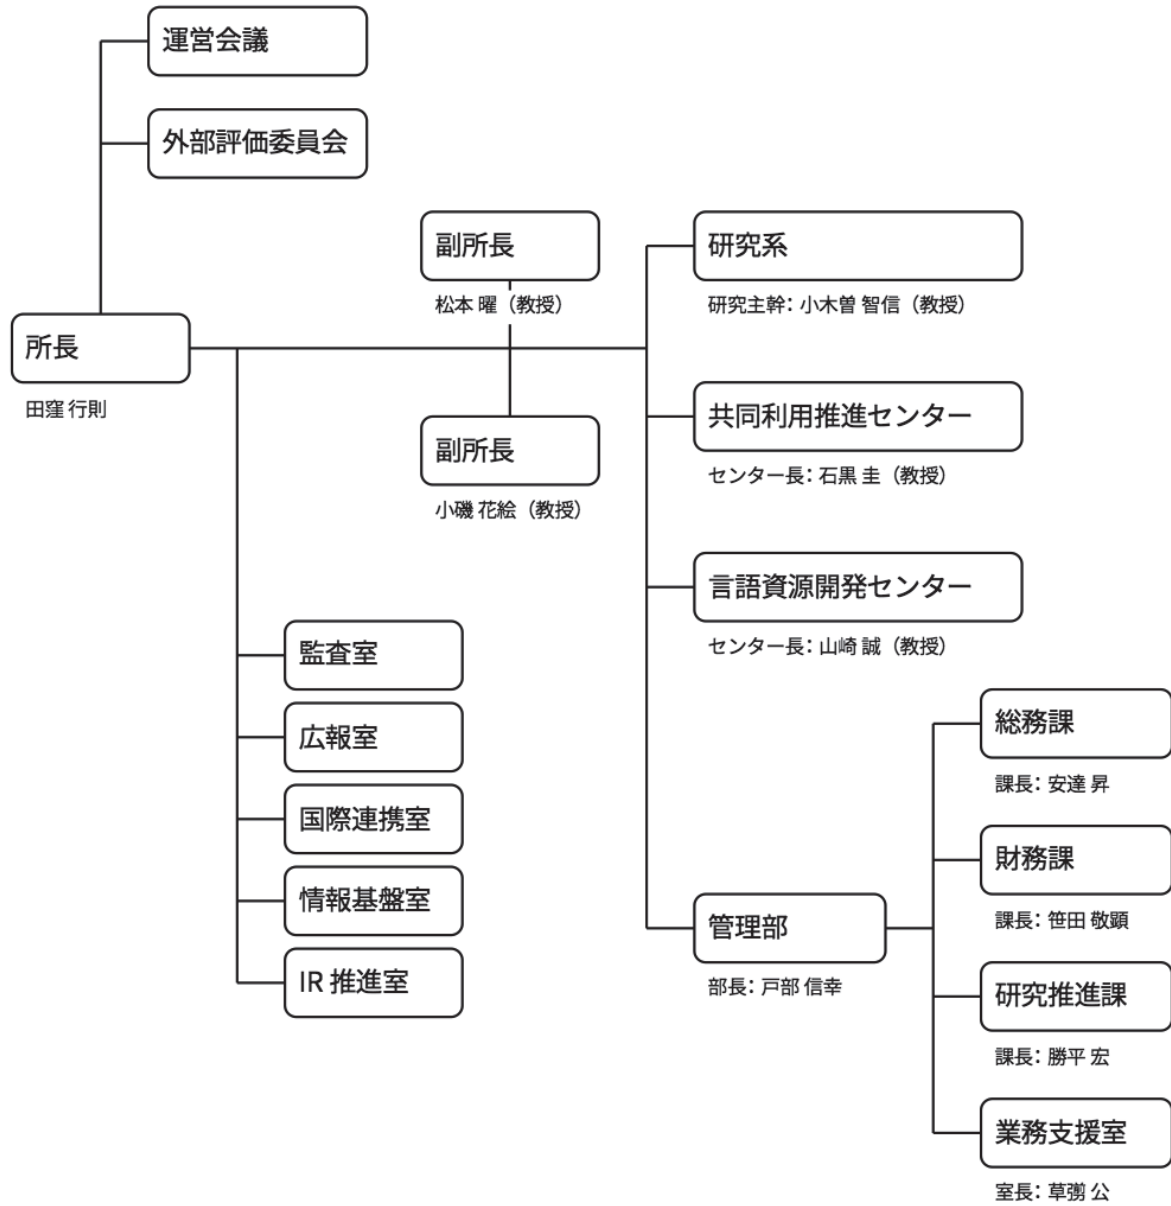 運営会議
外部評価委員会
所長
田窪 行則
副所長
松本 曜（教授）
副所長
小磯 花絵（教授）
監査室
広報室
国際連携室
情報基盤室
IR 推進室
研究系
研究主幹：小木曽 智信（教授）
共同利用推進センター
センター長：石黒 圭（教授）
言語資源開発センター
センター長：山崎 誠（教授）
管理部
部長：戸部 信幸
総務課
課長：安達 昇
財務課
課長：笹田 敬顕
研究推進課
課長：勝平 宏
業務支援室
室長：草彅 公